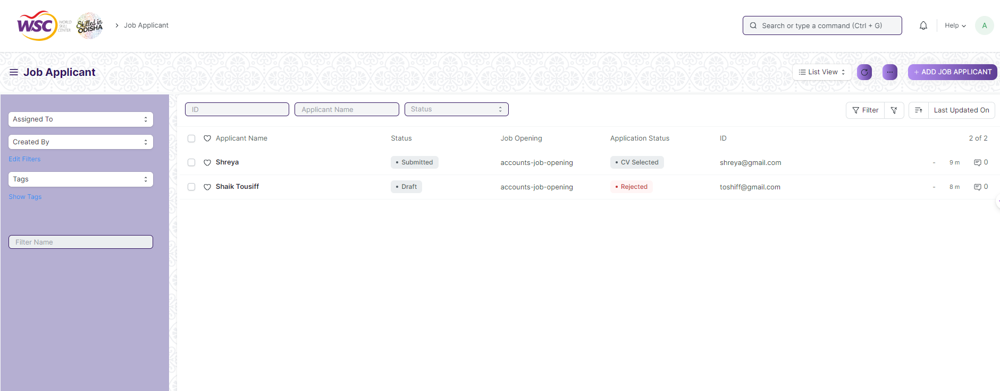 WSC WORLD SKILL CENTER Skilled in ODISHA Job Applicant Search or type a command (Ctrl + G) Help A
Job Applicant List View + ADD JOB APPLICANT
Assigned To
Created By
Edit Filters
Tags
Show Tags
Filter Name
ID Applicant Name Status Filter Last Updated On
Applicant Name Status Job Opening Application Status ID 2 of 2
Shreya • Submitted accounts-job-opening • CV Selected shreya@gmail.com - 9 m 0
Shaik Tousiff • Draft accounts-job-opening • Rejected toshiff@gmail.com - 8 m 0